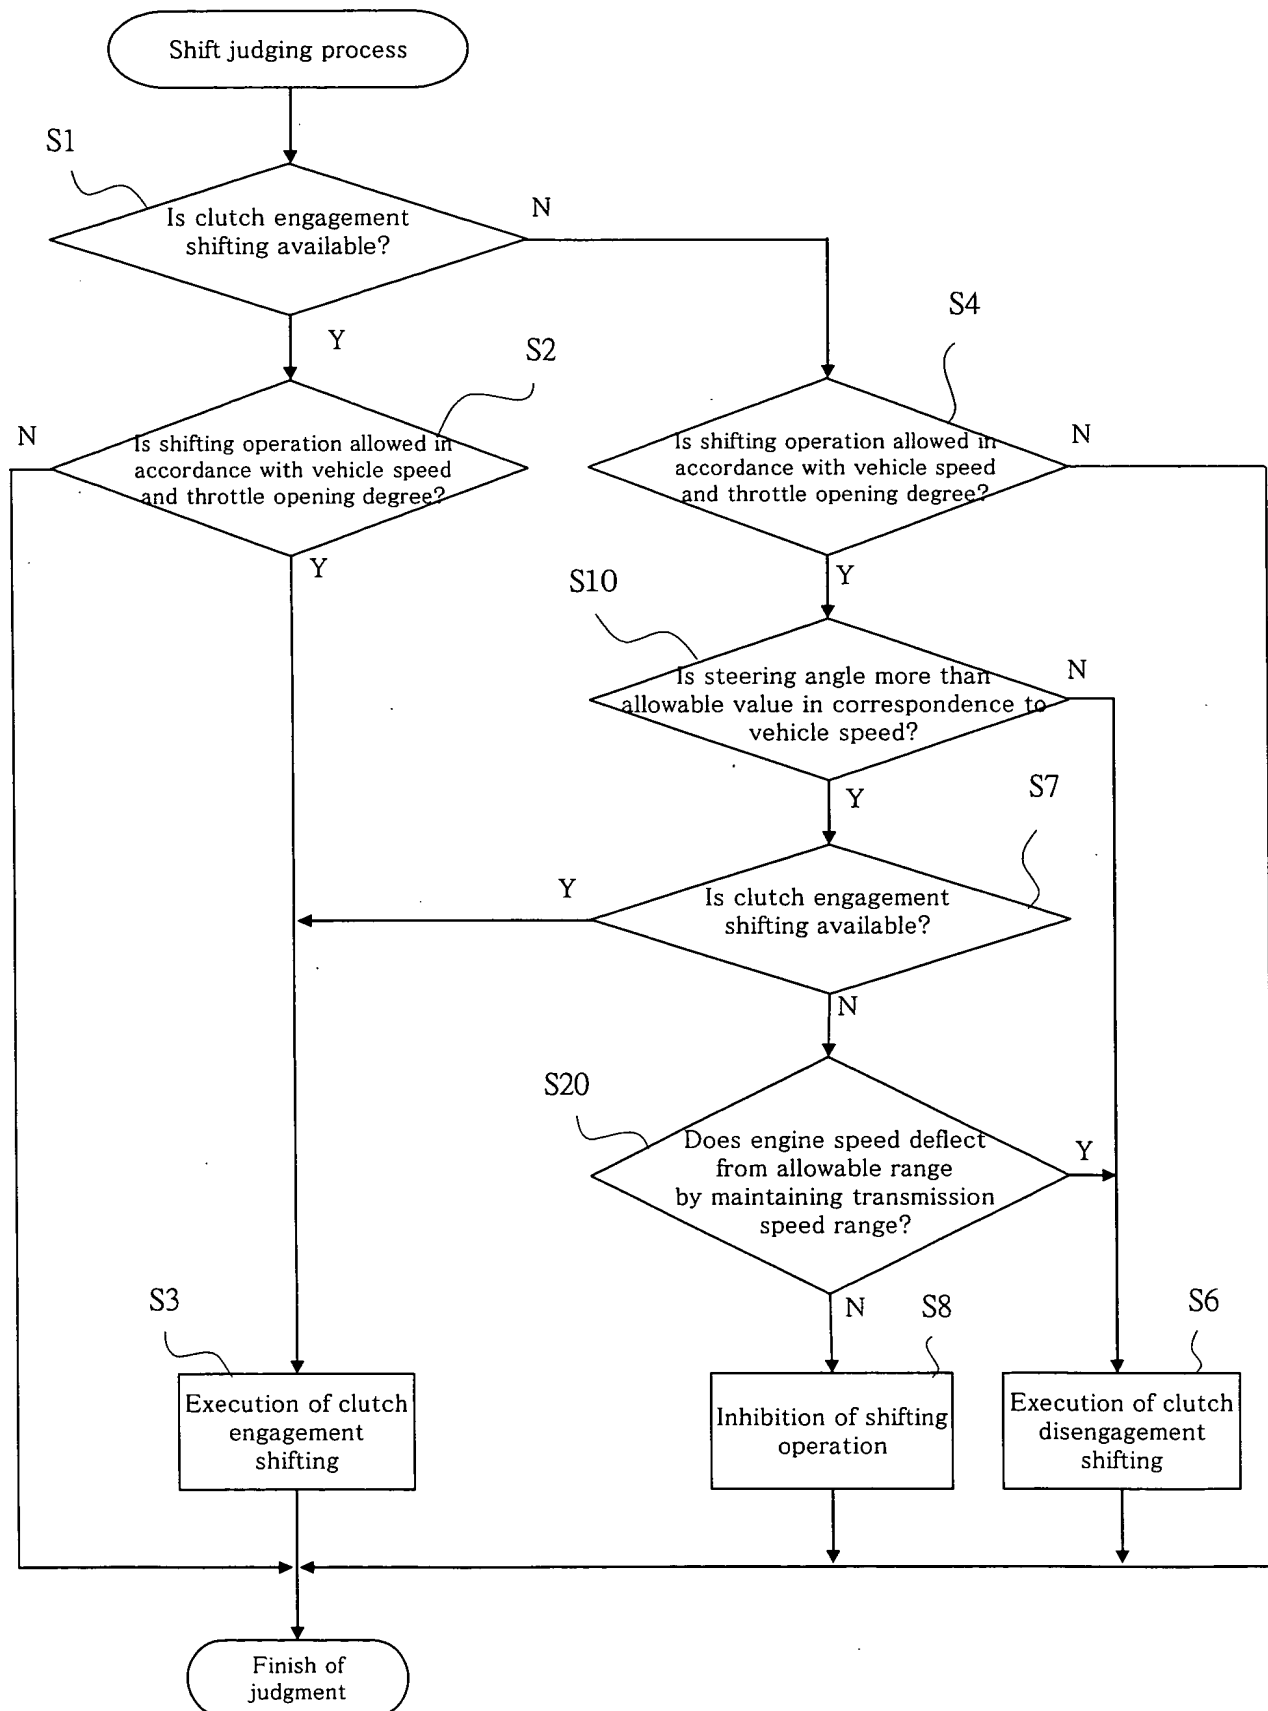 Shift judging process
S1
Is clutch engagement
shifting available?
N
Y
S2
S4
N
Is shifting operation allowed in
accordance with vehicle speed
and throttle opening degree?
Y
Is shifting operation allowed in
accordance with vehicle speed
and throttle opening degree?
N
Y
S10
Is steering angle more than
allowable value in correspondence to
vehicle speed?
N
Y
S7
Is clutch engagement
shifting available?
Y
N
S20
Does engine speed deflect
from allowable range
by maintaining transmission
speed range?
Y
N
S3
Execution of clutch
engagement
shifting
S8
Inhibition of shifting
operation
S6
Execution of clutch
disengagement
shifting
Finish of
judgment